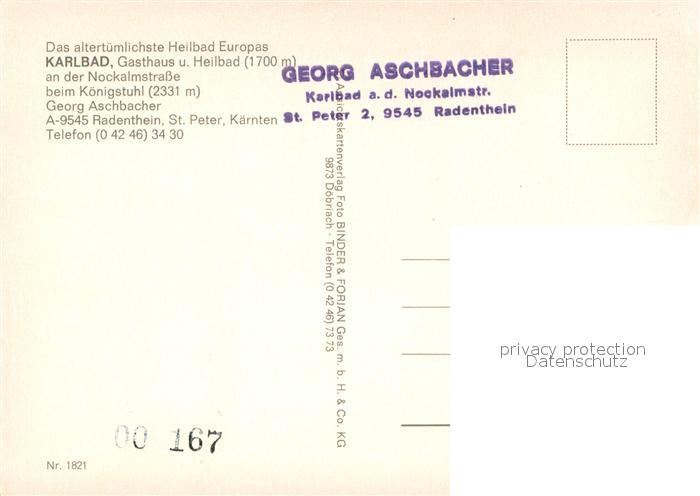 Das altertümlichste Heilbad Europas
KARLBAD, Gasthaus u. Heilbad (1700 m)
an der Nockalmstraße
beim Königstuhl (2331 m)
Georg Aschbacher
A-9545 Radenthein, St. Peter, Kärnten
Telefon (0 42 46) 34 30
GEORG ASCHBACHER
Karlbad a. d. Nockalmstr.
St. Peter 2, 9545 Radenthein
Ansichtskartenverlag Foto BINDER & FORJAN Ges. m. b. H. & Co. KG
9873 Döbriach · Telefon (0 42 46) 73 73
privacy protection
Datenschutz
00 167
Nr. 1821